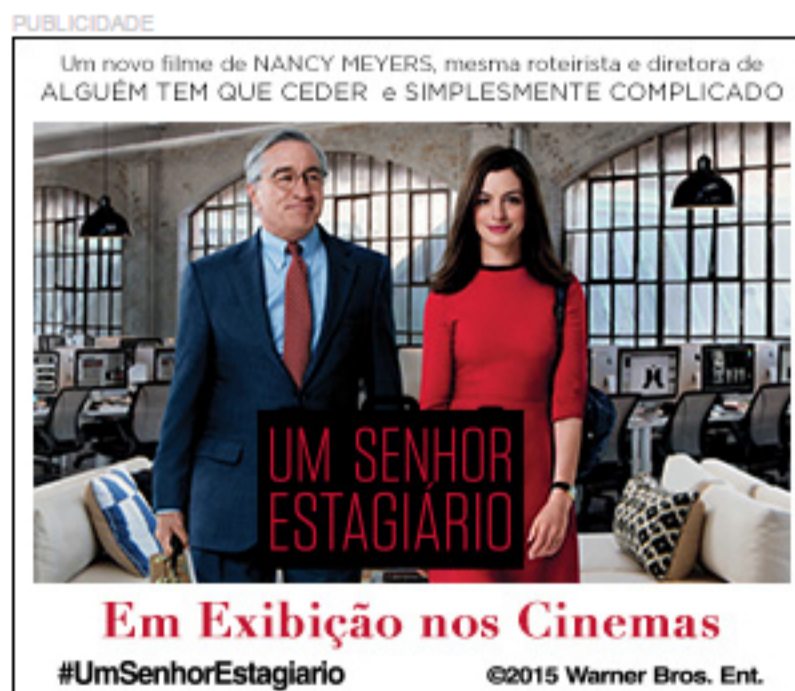 PUBLICIDADE
Um novo filme de NANCY MEYERS, mesma roteirista e diretora de
ALGUÉM TEM QUE CEDER e SIMPLESMENTE COMPLICADO
UM SENHOR
ESTAGIÁRIO
Em Exibição nos Cinemas
#UmSenhorEstagiario
©2015 Warner Bros. Ent.